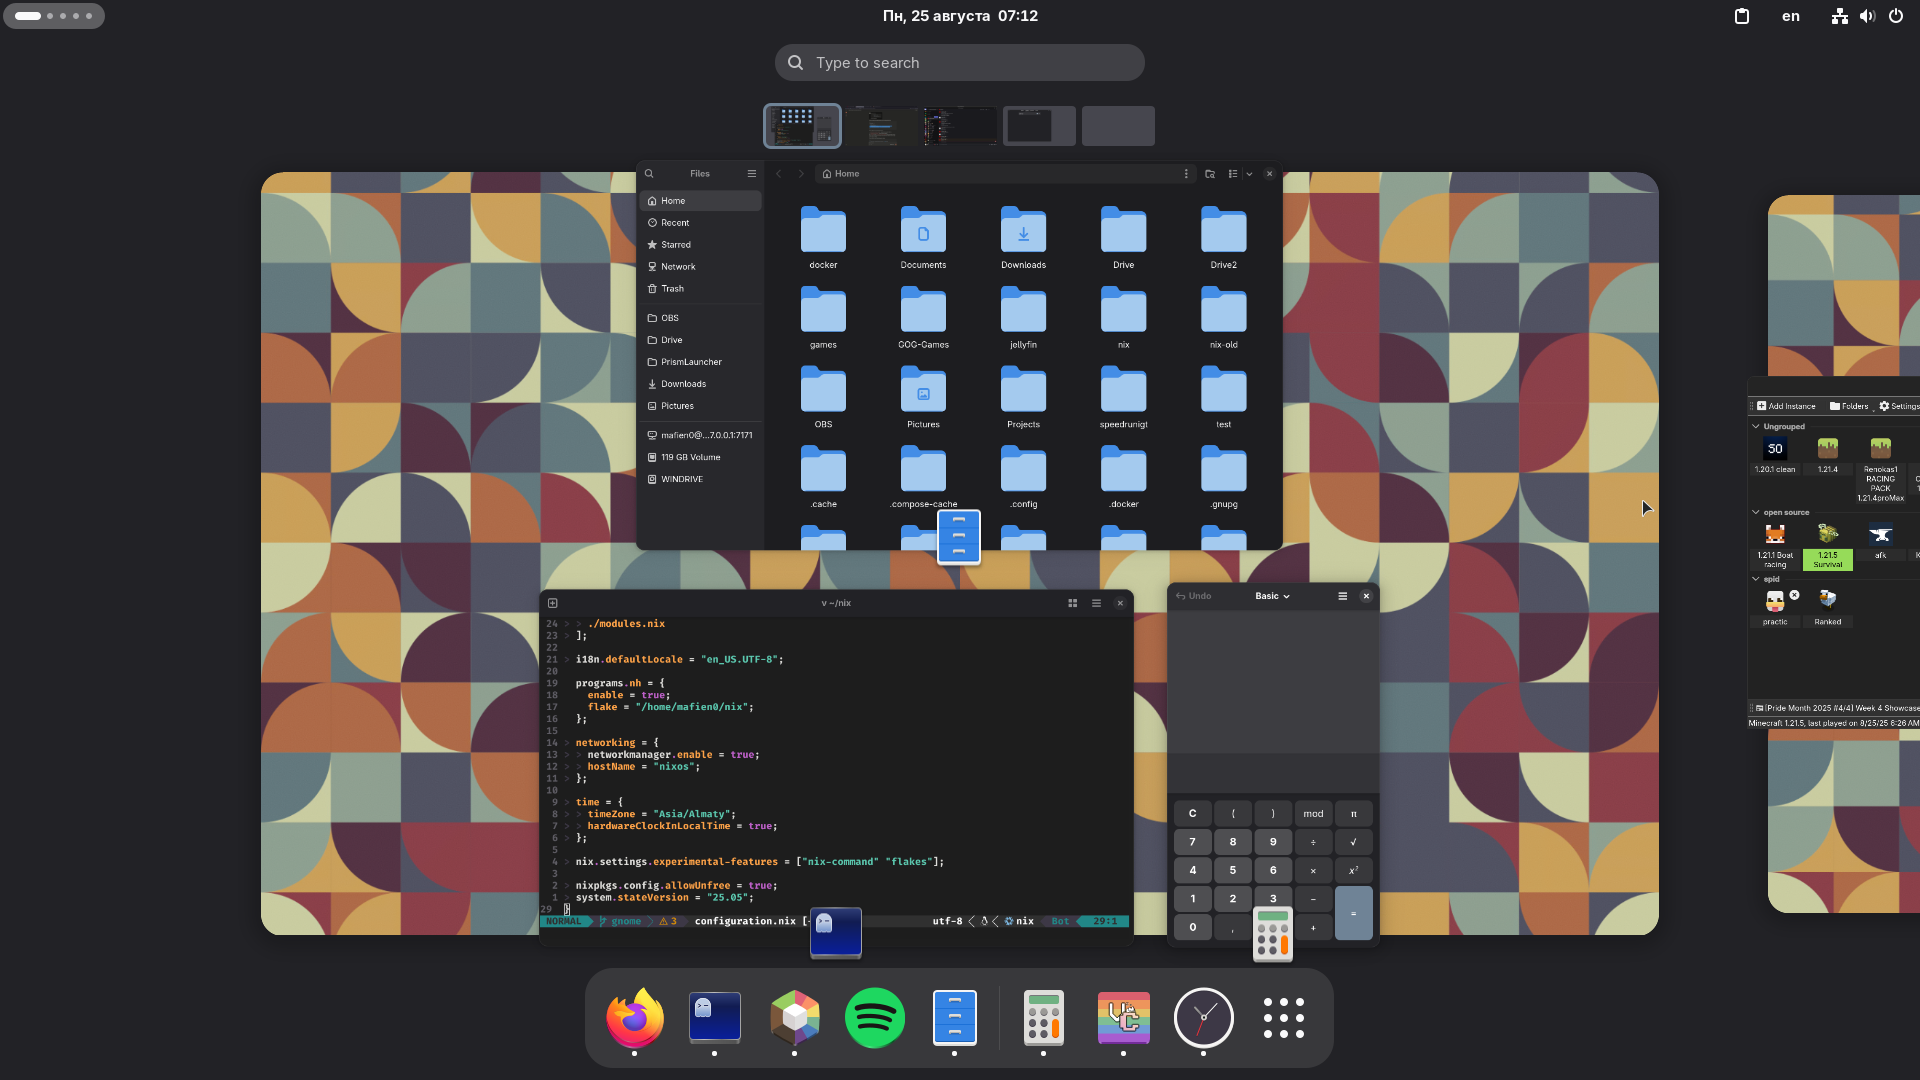 Пн, 25 августа 07:12
en
Type to search
Files
Home
Home
Recent
Starred
Network
Trash
OBS
Drive
PrismLauncher
Downloads
Pictures
mafien0@...7.0.0.1:7171
119 GB Volume
WINDRIVE
docker
Documents
Downloads
Drive
Drive2
games
GOG-Games
jellyfin
nix
nix-old
OBS
Pictures
Projects
speedrunigt
test
.cache
.compose-cache
.config
.docker
.gnupg
v ~/nix
24 > > ./modules.nix
23 > ];
22
21 > i18n.defaultLocale = "en_US.UTF-8";
20
19 programs.nh = {
18 enable = true;
17 flake = "/home/mafien0/nix";
16 };
15
14 > networking = {
13 > > networkmanager.enable = true;
12 > > hostName = "nixos";
11 > };
10
9 > time = {
8 > > timeZone = "Asia/Almaty";
7 > > hardwareClockInLocalTime = true;
6 > };
5
4 > nix.settings.experimental-features = ["nix-command" "flakes"];
3
2 > nixpkgs.config.allowUnfree = true;
1 > system.stateVersion = "25.05";
29 }
NORMAL gnome 3 configuration.nix [ utf-8 nix Bot 29:1
Undo
Basic
C ( ) mod π
7 8 9 ÷ √
4 5 6 × x²
1 2 3 − =
0 , +
Add Instance
Folders
Settings
Ungrouped
1.20.1 clean
1.21.4
Renokas1
RACING
PACK
1.21.4proMax
open source
1.21.1 Boat
racing
1.21.5
Survival
afk
spid
practic
Ranked
[Pride Month 2025 #4/4] Week 4 Showcase
Minecraft 1.21.5, last played on 8/25/25 6:26 AM